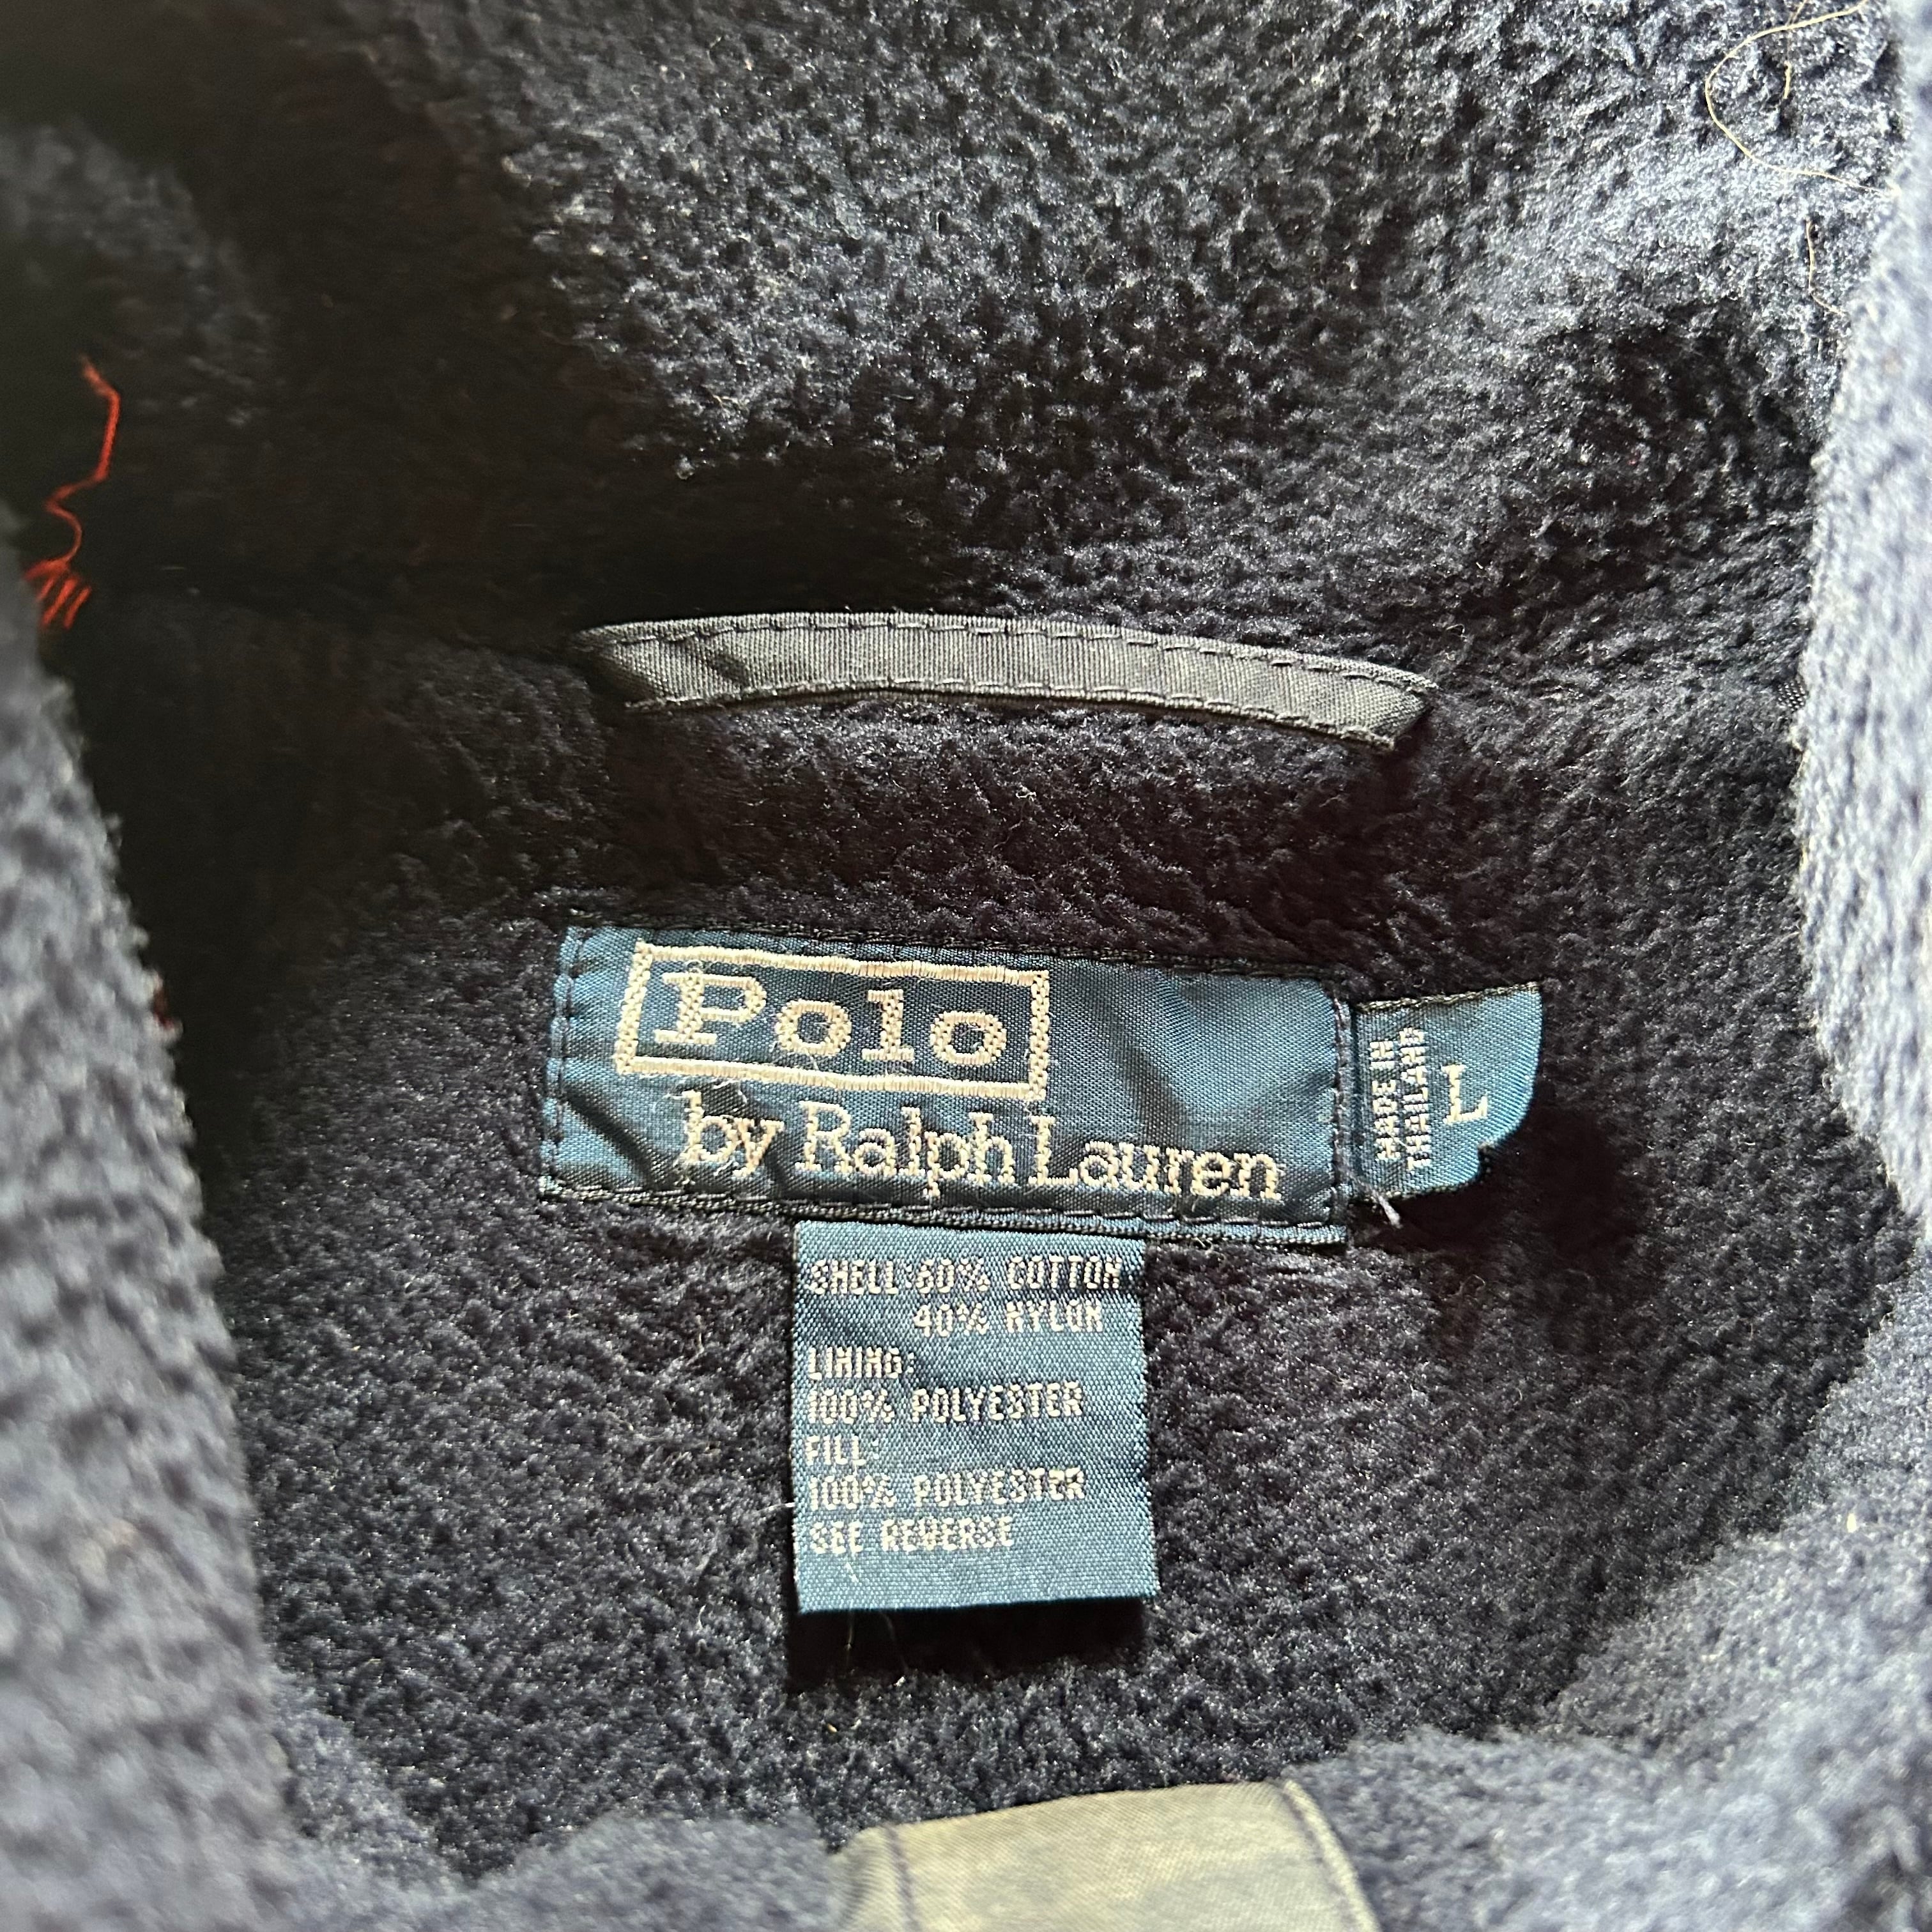 Polo
by Ralph Lauren
MADE IN
THAILAND
L
SHELL:60% COTTON
40% NYLON
LINING:
100% POLYESTER
FILL:
100% POLYESTER
SEE REVERSE